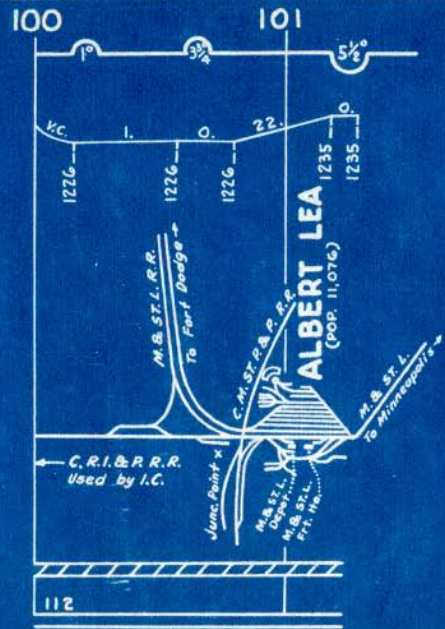 100
101
1°
3¾°
5½°
V.C.
1.
0.
22.
0.
1226
1226
1226
1235
1235
ALBERT LEA
(POP. 11,076)
M. & ST. L. R.R.
To Fort Dodge →
C. M. ST. P. & P. R.R.
M. & ST. L.
To Minneapolis →
← C. R. I. & P. R.R.
Used by I.C.
Junc. Point x
M. & ST. L.
Depot
M. & ST. L.
Frt. Ho.
112